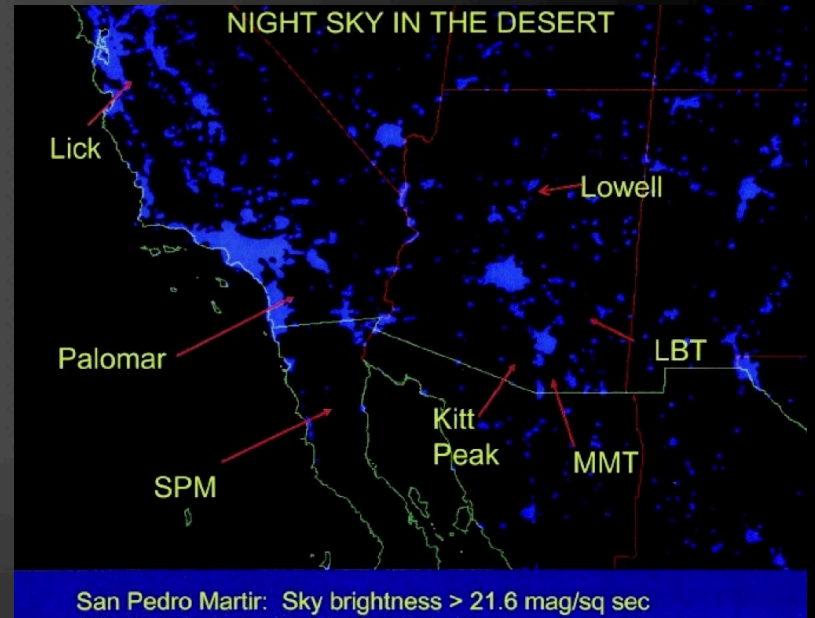 NIGHT SKY IN THE DESERT
Lick
Lowell
Palomar
LBT
Kitt
Peak
MMT
SPM
San Pedro Martir: Sky brightness > 21.6 mag/sq sec